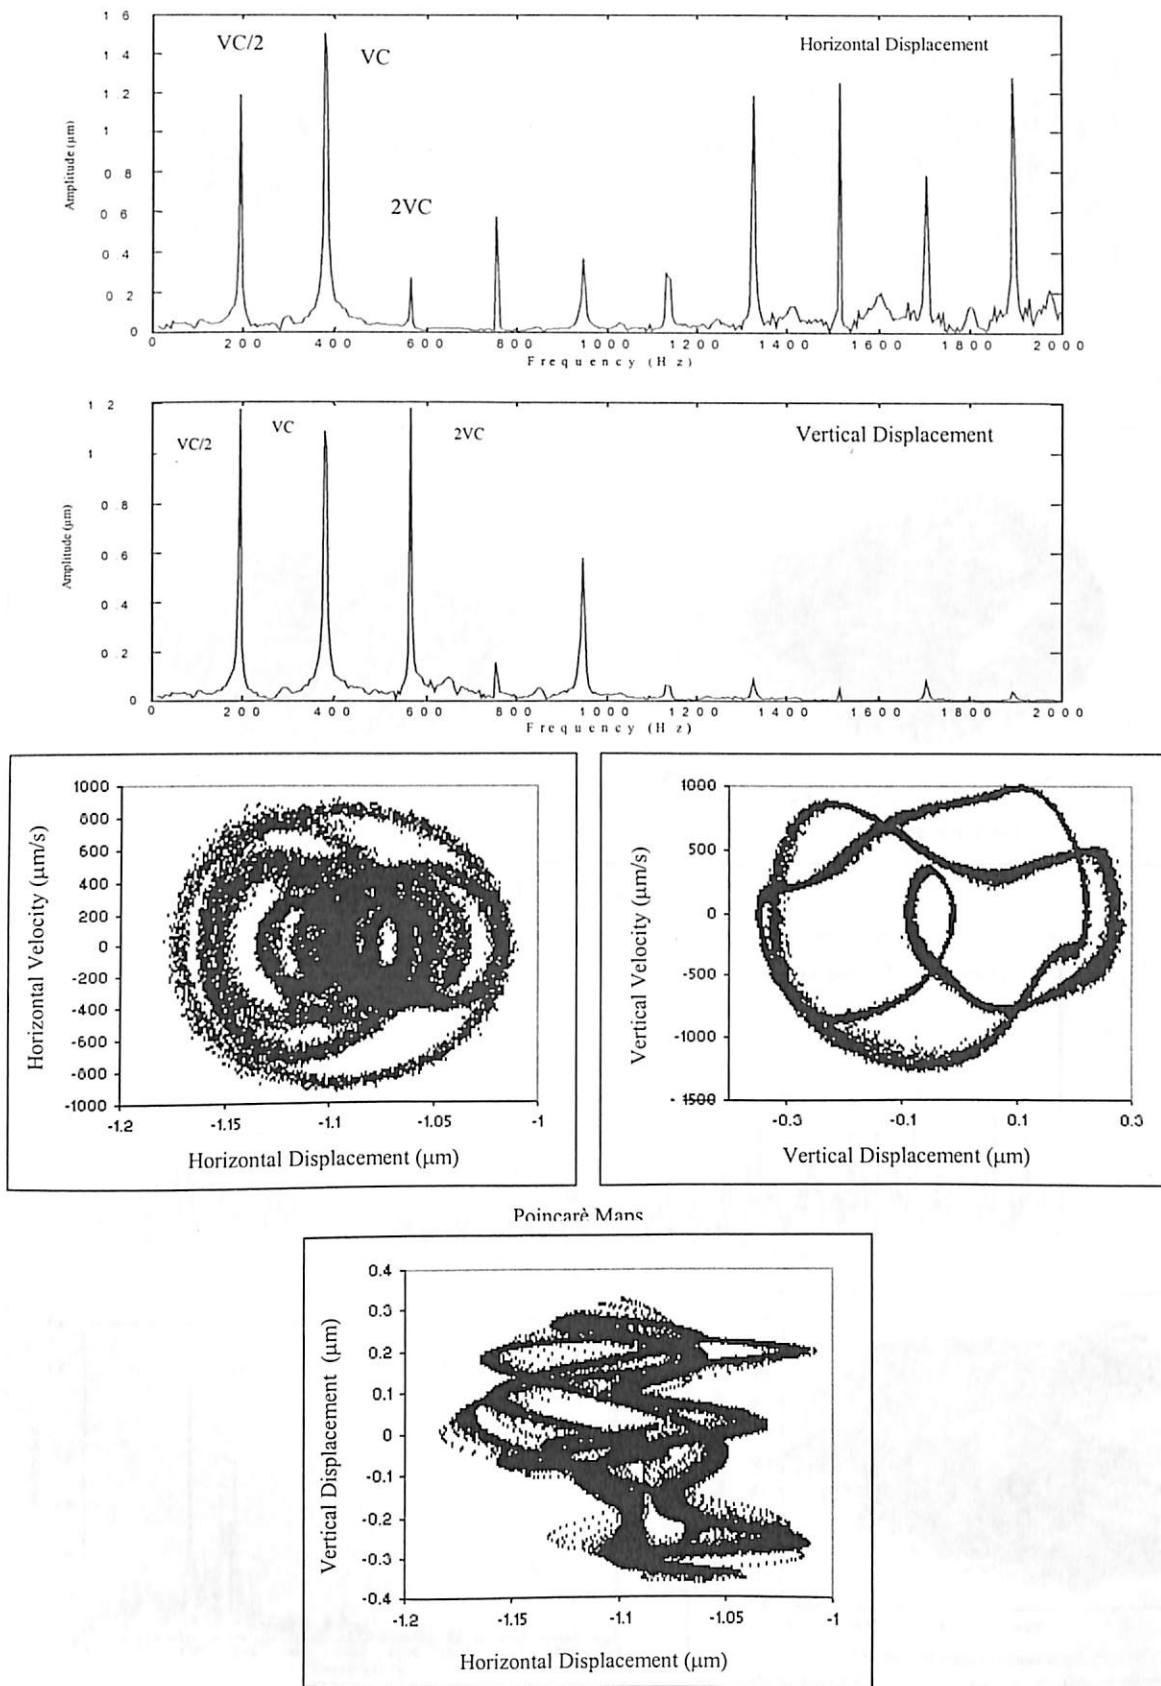 1 6
1 .4
1 .2
1
0 .8
0 6
0 4
0 2
0
Amplitude (µm)
VC/2
VC
2VC
Horizontal Displacement
0 200 400 600 800 1000 1200 1400 1600 1800 2000
Frequency (Hz)
1 2
1
0 .8
0 .6
0 .4
0 .2
0
Amplitude (µm)
VC/2
VC
2VC
Vertical Displacement
0 200 400 600 800 1000 1200 1400 1600 1800 2000
Frequency (Hz)
Horizontal Velocity (µm/s)
1000
800
600
400
200
0
-200
-400
-600
-800
-1000
-1.2 -1.15 -1.1 -1.05 -1
Horizontal Displacement (µm)
Vertical Velocity (µm/s)
1000
500
0
-500
-1000
-1500
-0.3 -0.1 0.1 0.3
Vertical Displacement (µm)
Poincarè Maps
Vertical Displacement (µm)
0.4
0.3
0.2
0.1
0
-0.1
-0.2
-0.3
-0.4
-1.2 -1.15 -1.1 -1.05 -1
Horizontal Displacement (µm)